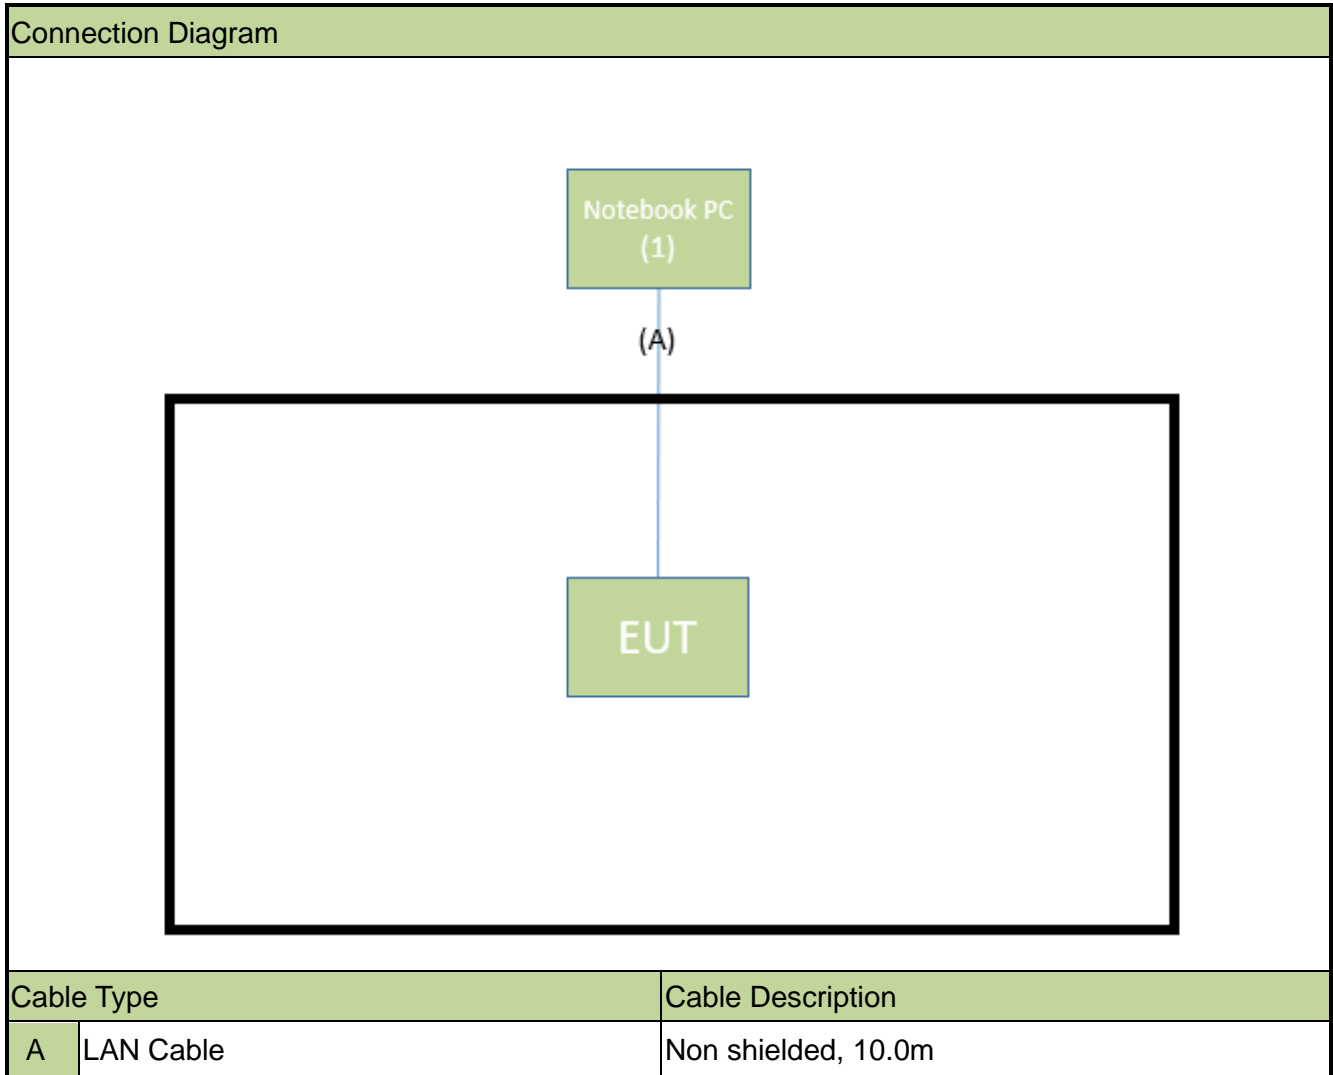 Connection Diagram
Notebook PC
(1)
(A)
EUT
Cable Type Cable Description
A LAN Cable Non shielded, 10.0m